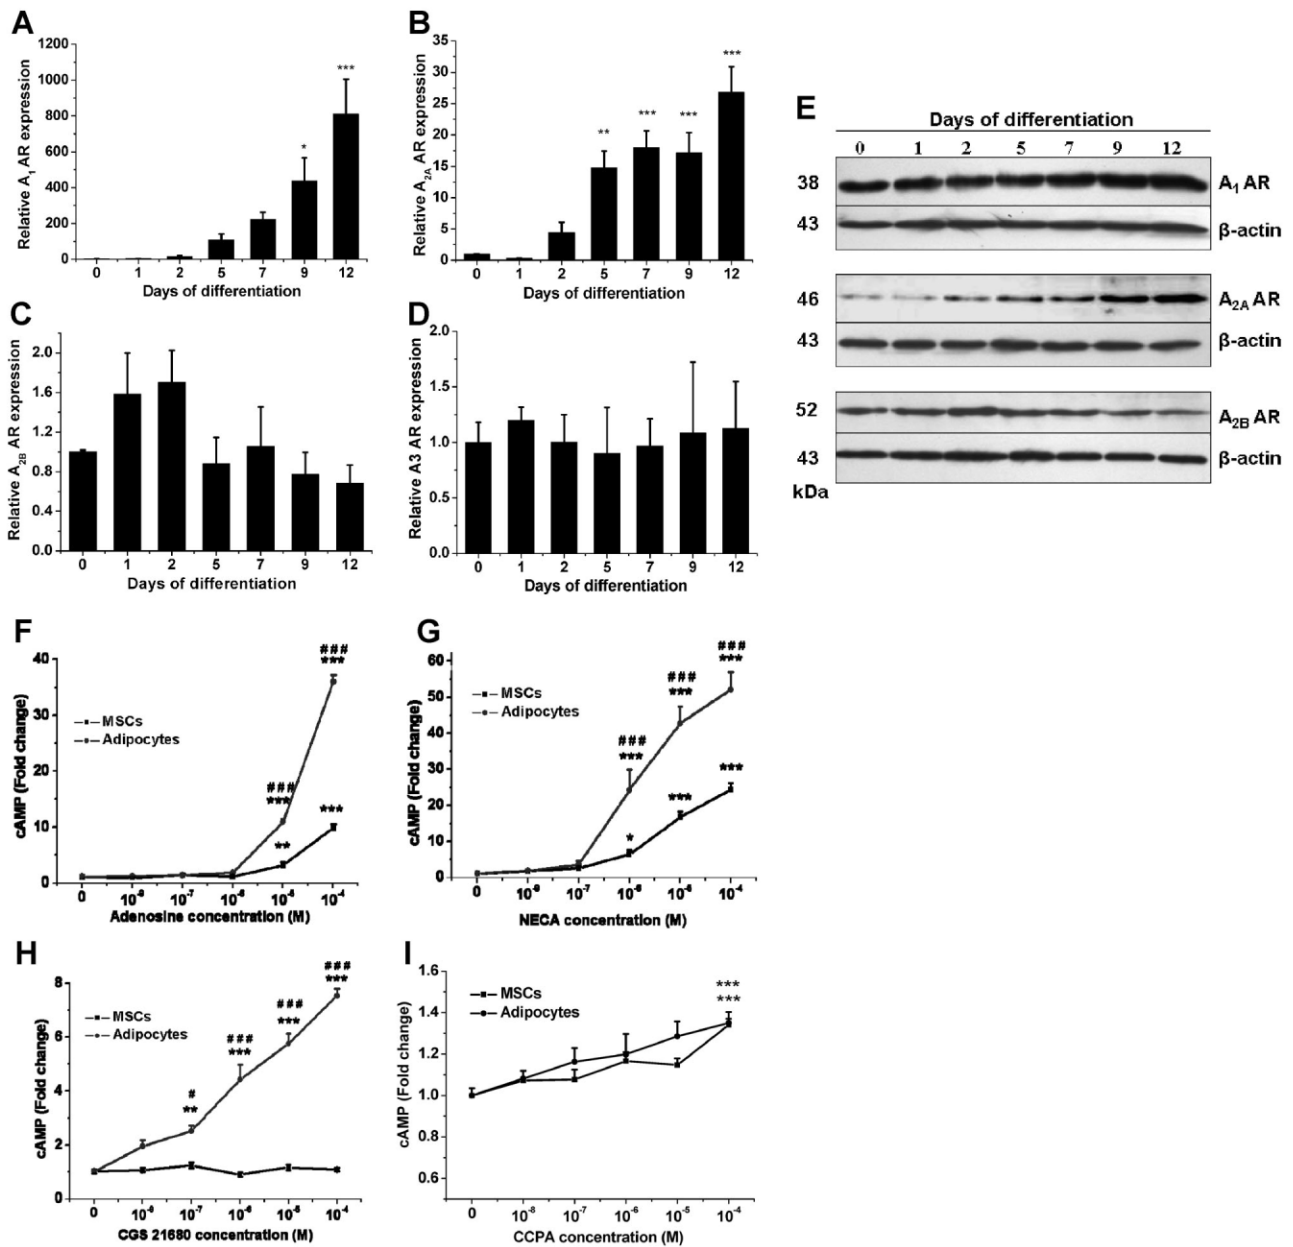 A
Relative A1 AR expression
1200
1000
800
600
400
200
0
*
***
0 1 2 5 7 9 12
Days of differentiation
B
Relative A2A AR expression
35
30
25
20
15
10
5
0
**
***
***
***
0 1 2 5 7 9 12
Days of differentiation
C
Relative A2B AR expression
2.0
1.6
1.2
0.8
0.4
0.0
0 1 2 5 7 9 12
Days of differentiation
D
Relative A3 AR expression
2.0
1.5
1.0
0.5
0.0
0 1 2 5 7 9 12
Days of differentiation
E
Days of differentiation
0 1 2 5 7 9 12
38 A1 AR
43 β-actin
46 A2A AR
43 β-actin
52 A2B AR
43 β-actin
kDa
F
cAMP (Fold change)
40
30
20
10
0
MSCs
Adipocytes
###
***
###
***
***
**
0 10-8 10-7 10-6 10-5 10-4
Adenosine concentration (M)
G
cAMP (Fold change)
60
50
40
30
20
10
0
MSCs
Adipocytes
###
***
###
***
###
***
***
***
*
0 10-8 10-7 10-6 10-5 10-4
NECA concentration (M)
H
cAMP (Fold change)
8
6
4
2
0
MSCs
Adipocytes
###
***
###
***
###
***
#
**
0 10-8 10-7 10-6 10-5 10-4
CGS 21680 concentration (M)
I
cAMP (Fold change)
1.6
1.4
1.2
1.0
0.8
0.6
MSCs
Adipocytes
***
***
0 10-8 10-7 10-6 10-5 10-4
CCPA concentration (M)